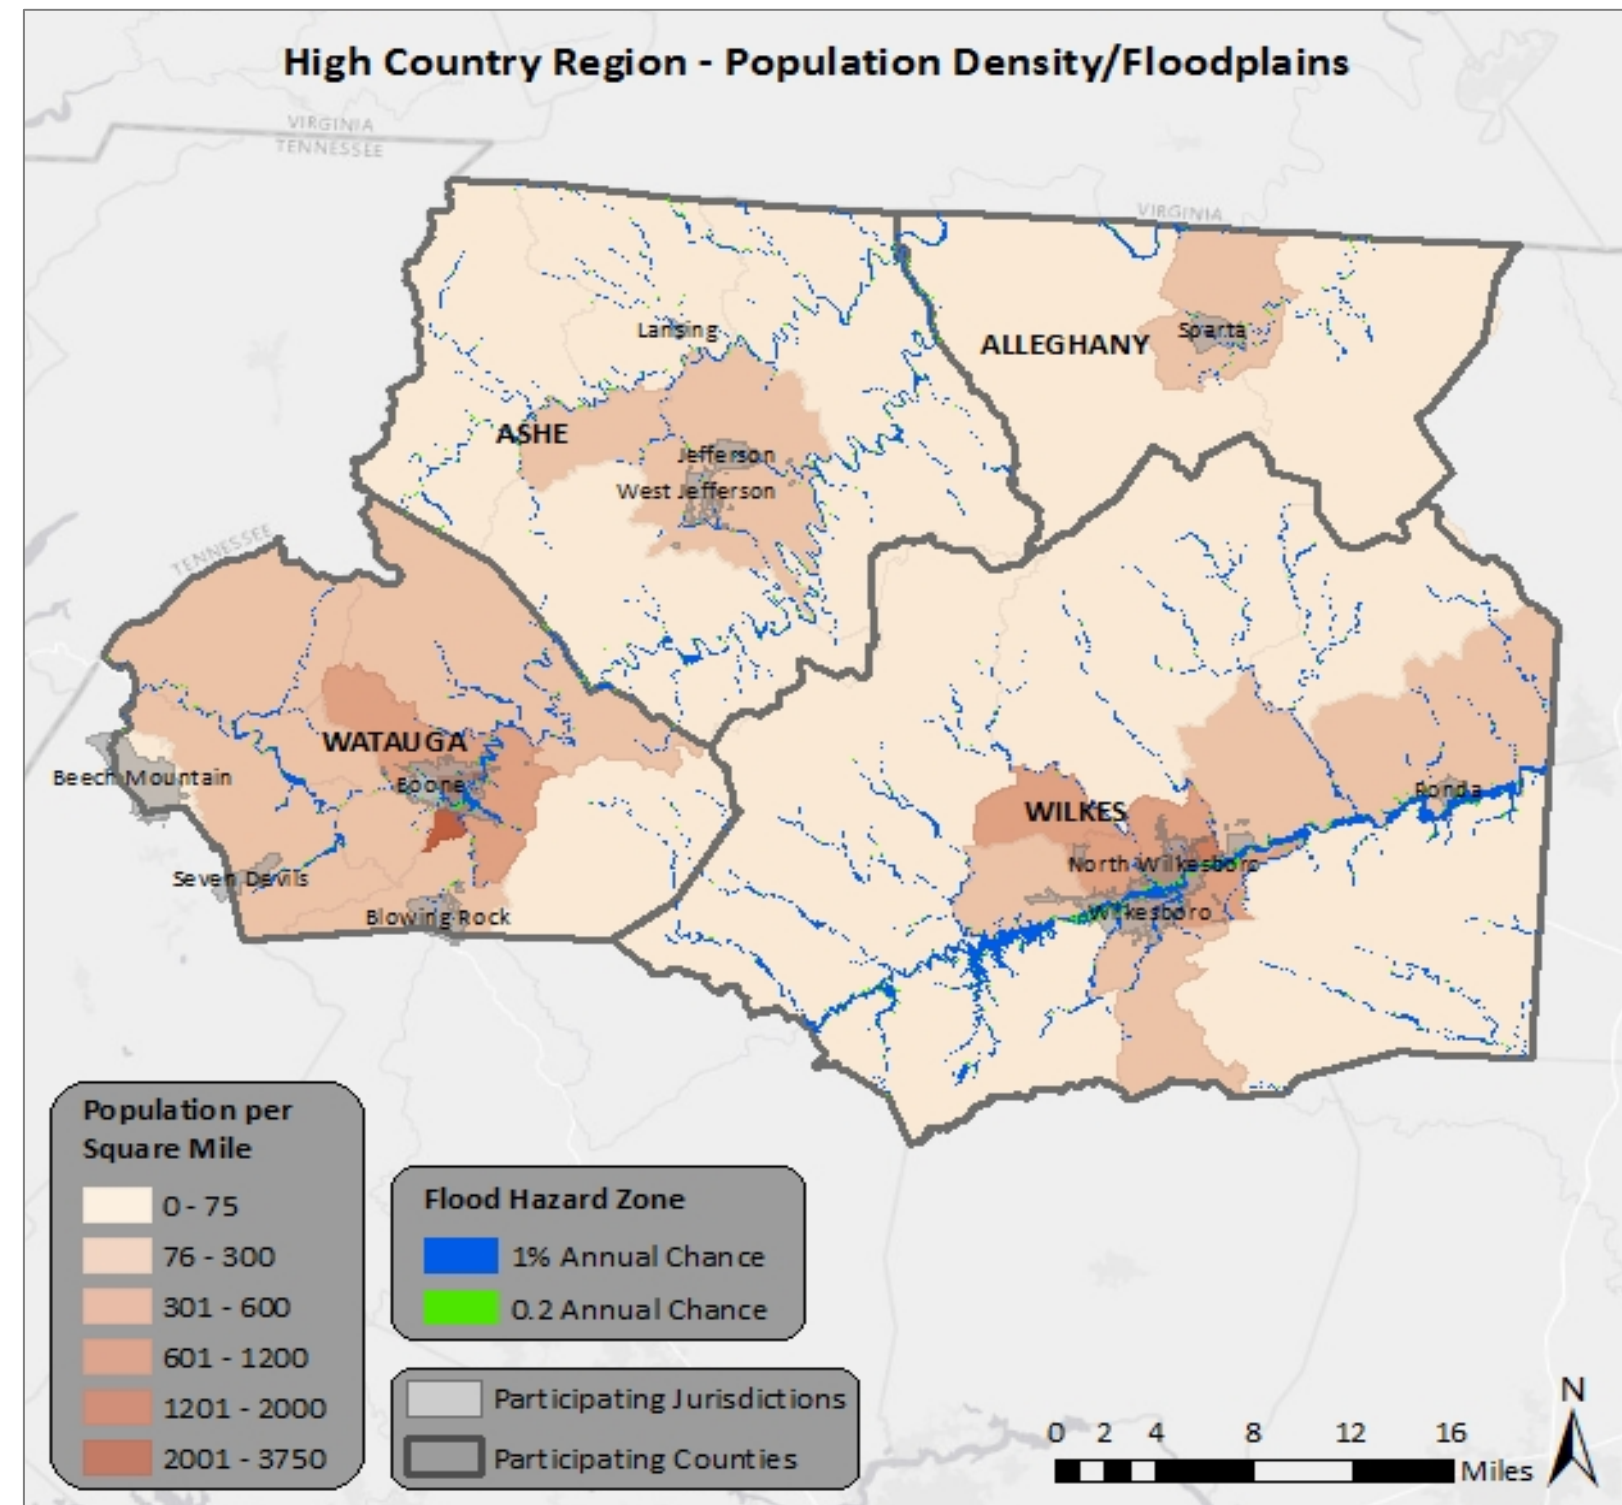 High Country Region - Population Density/Floodplains
VIRGINIA
TENNESSEE
VIRGINIA
Lansing
ALLEGHANY
Sparta
ASHE
Jefferson
West Jefferson
TENNESSEE
WATAUGA
Beech Mountain
Boone
Ronda
WILKES
North Wilkesboro
Seven Devils
Blowing Rock
Wilkesboro
Population per
Square Mile
0 - 75
76 - 300
301 - 600
601 - 1200
1201 - 2000
2001 - 3750
Flood Hazard Zone
1% Annual Chance
0.2 Annual Chance
Participating Jurisdictions
Participating Counties
N
0 2 4 8 12 16
Miles